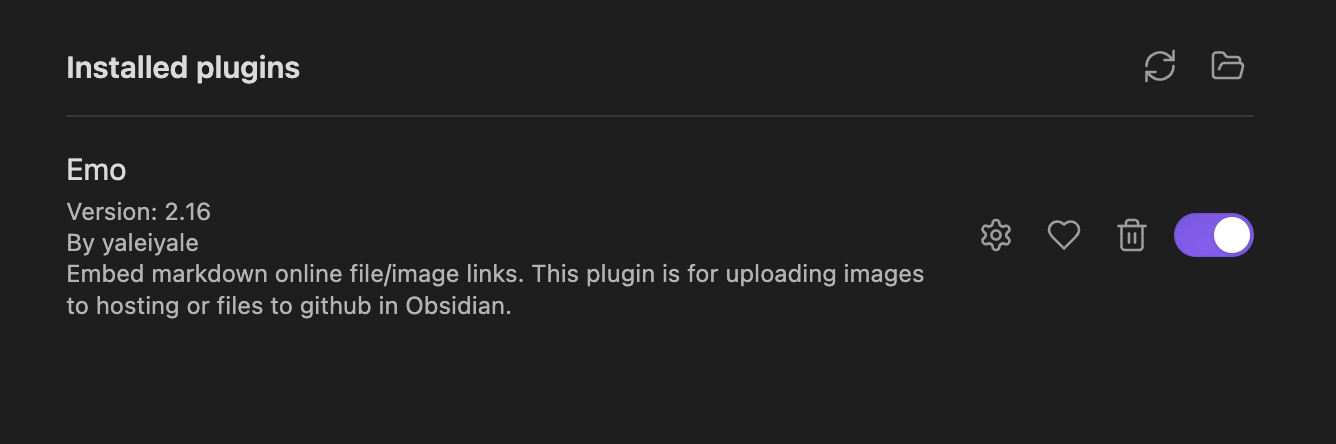 Installed plugins
Emo
Version: 2.16
By yaleiyale
Embed markdown online file/image links. This plugin is for uploading images
to hosting or files to github in Obsidian.